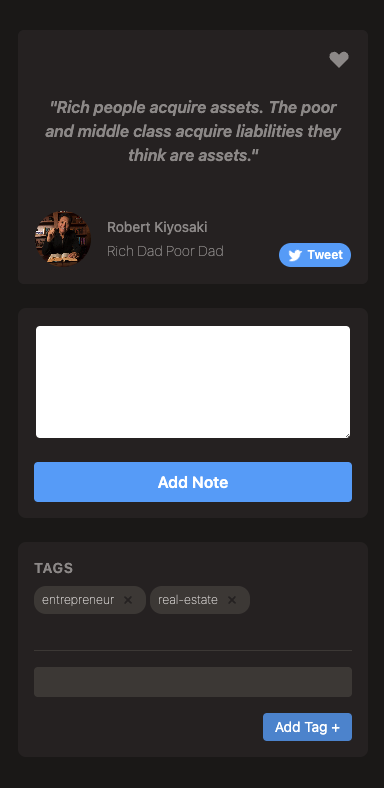 "Rich people acquire assets. The poor
and middle class acquire liabilities they
think are assets."
Robert Kiyosaki
Rich Dad Poor Dad
Tweet
Add Note
TAGS
entrepreneur ×
real-estate ×
Add Tag +